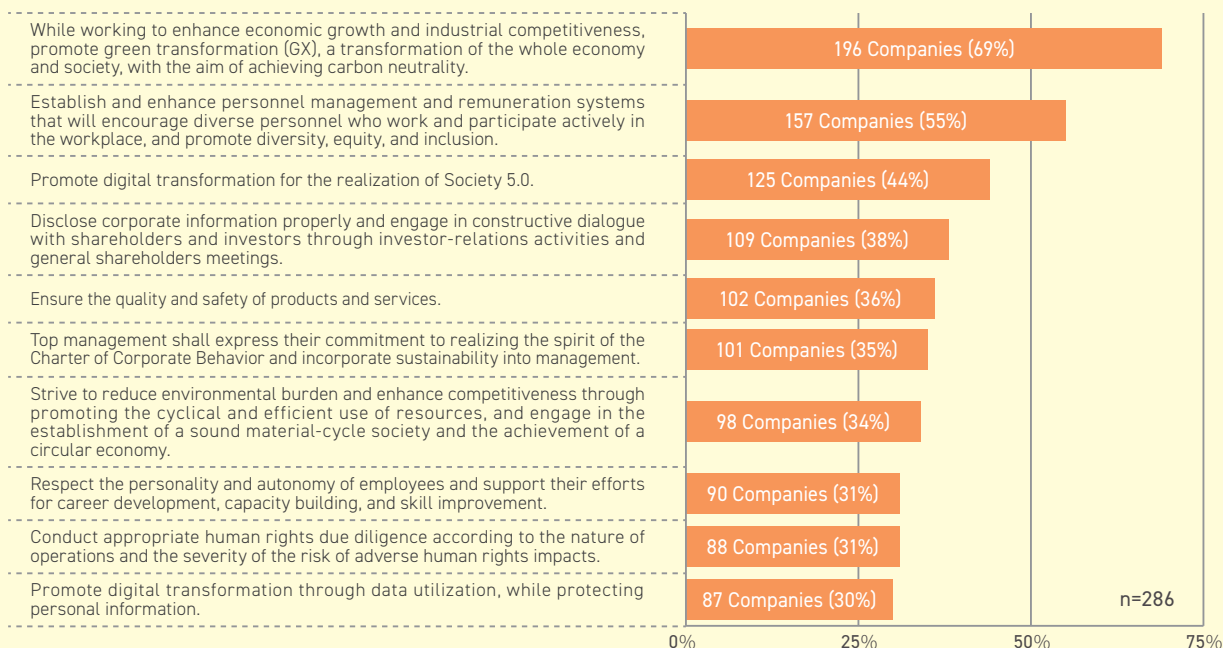 While working to enhance economic growth and industrial competitiveness,
promote green transformation (GX), a transformation of the whole economy
and society, with the aim of achieving carbon neutrality.
196 Companies (69%)
Establish and enhance personnel management and remuneration systems
that will encourage diverse personnel who work and participate actively in
the workplace, and promote diversity, equity, and inclusion.
157 Companies (55%)
Promote digital transformation for the realization of Society 5.0.
125 Companies (44%)
Disclose corporate information properly and engage in constructive dialogue
with shareholders and investors through investor-relations activities and
general shareholders meetings.
109 Companies (38%)
Ensure the quality and safety of products and services.
102 Companies (36%)
Top management shall express their commitment to realizing the spirit of the
Charter of Corporate Behavior and incorporate sustainability into management.
101 Companies (35%)
Strive to reduce environmental burden and enhance competitiveness through
promoting the cyclical and efficient use of resources, and engage in the
establishment of a sound material-cycle society and the achievement of a
circular economy.
98 Companies (34%)
Respect the personality and autonomy of employees and support their efforts
for career development, capacity building, and skill improvement.
90 Companies (31%)
Conduct appropriate human rights due diligence according to the nature of
operations and the severity of the risk of adverse human rights impacts.
88 Companies (31%)
Promote digital transformation through data utilization, while protecting
personal information.
87 Companies (30%)
n=286
0% 25% 50% 75%